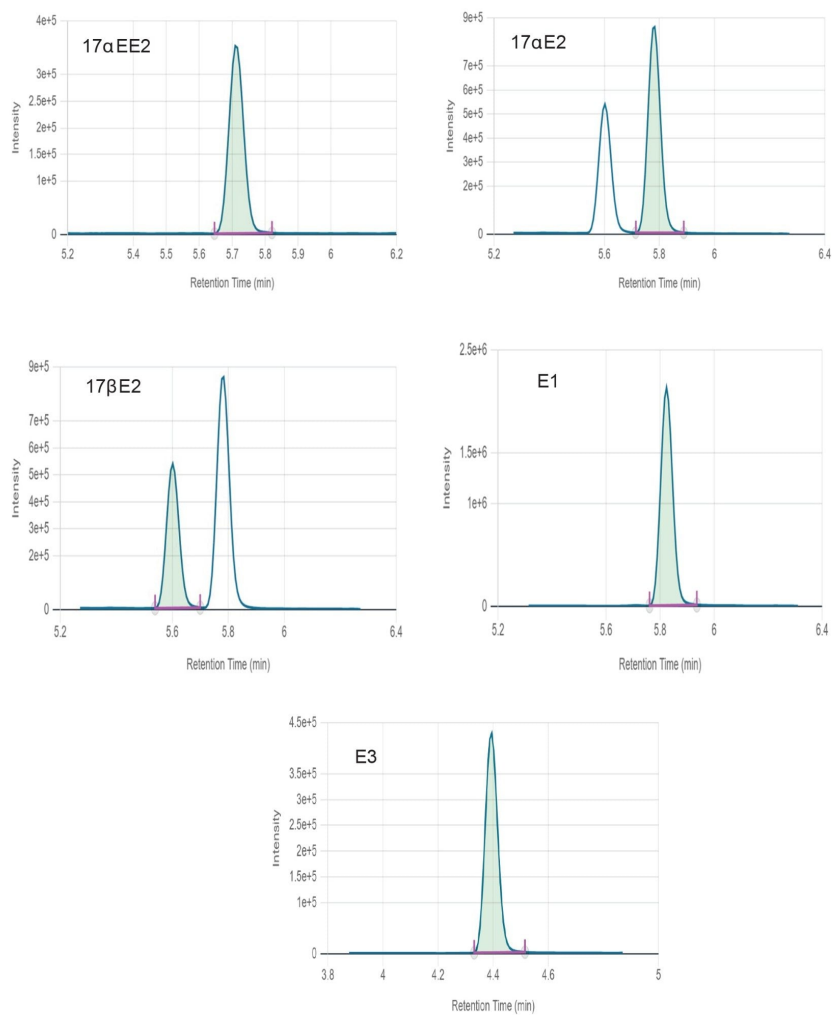 4e+5
17αEE2
3e+5
2.5e+5
2e+5
1.5e+5
1e+5
0
Intensity
5.2 5.4 5.5 5.6 5.7 5.8 5.9 6 6.2
Retention Time (min)
9e+5
17αE2
7e+5
6e+5
5e+5
4e+5
3e+5
2e+5
0
Intensity
5.2 5.6 5.8 6 6.4
Retention Time (min)
9e+5
17βE2
7e+5
6e+5
5e+5
4e+5
3e+5
2e+5
0
Intensity
5.2 5.6 5.8 6 6.4
Retention Time (min)
2.5e+6
E1
1.5e+6
1e+6
0
Intensity
5.2 5.6 5.8 6 6.4
Retention Time (min)
4.5e+5
E3
3.5e+5
3e+5
2.5e+5
2e+5
1.5e+5
1e+5
0
Intensity
3.8 4 4.2 4.4 4.6 5
Retention Time (min)